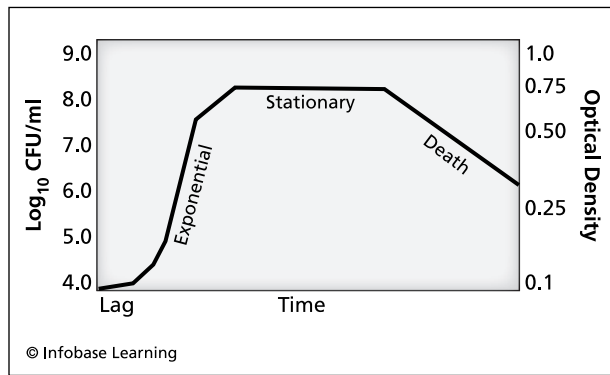 Log10 CFU/ml
9.0
8.0
7.0
6.0
5.0
4.0
Exponential
Stationary
Death
1.0
0.75
0.50
0.25
0.1
Optical Density
Lag
Time
© Infobase Learning